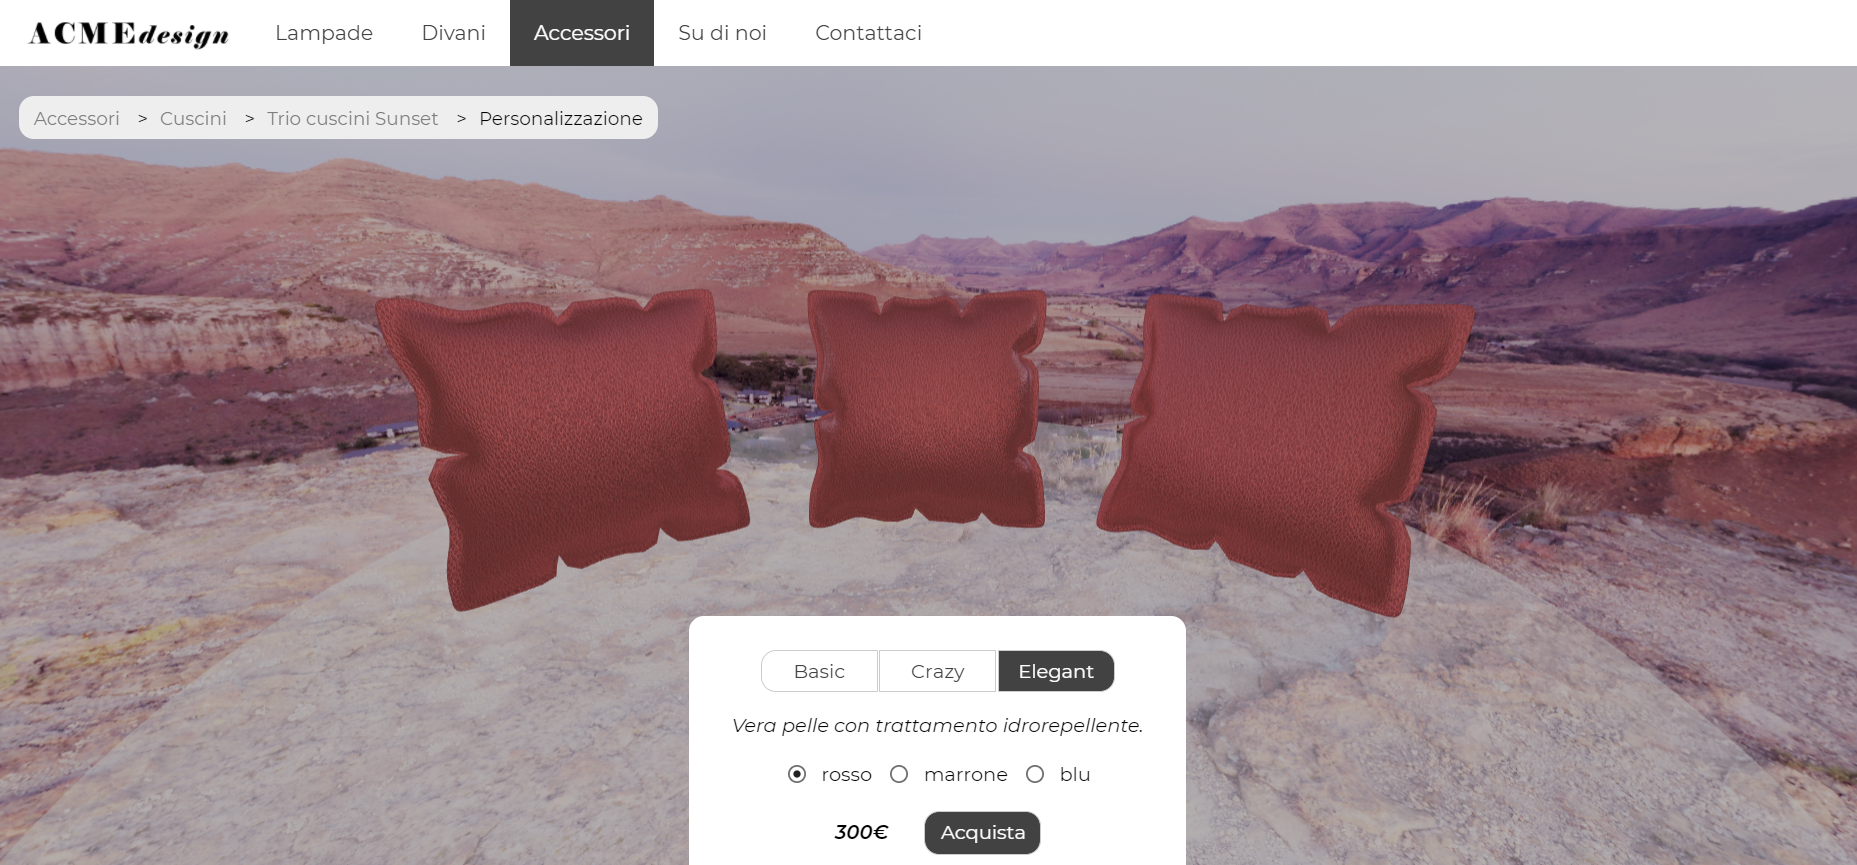 ACMEdesign Lampade Divani Accessori Su di noi Contattaci
Accessori > Cuscini > Trio cuscini Sunset > Personalizzazione
Basic Crazy Elegant
Vera pelle con trattamento idrorepellente.
rosso marrone blu
300€ Acquista